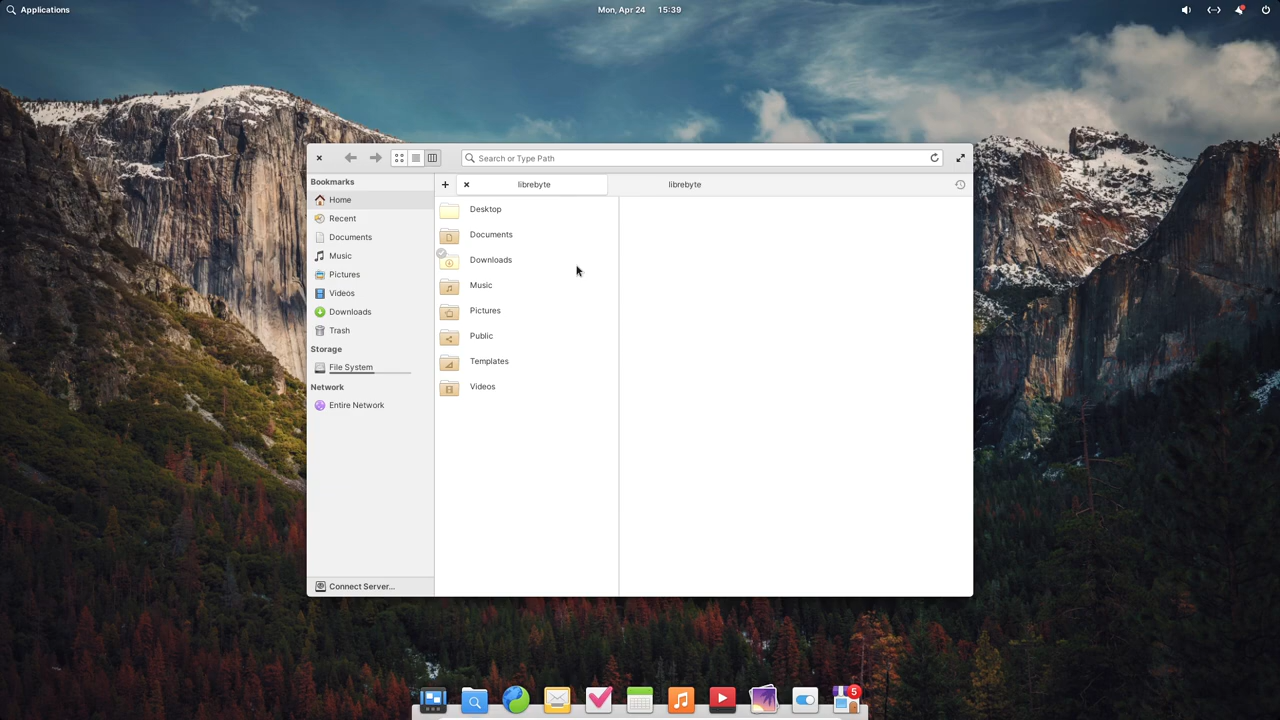 Applications
Mon, Apr 24 15:39
Search or Type Path
Bookmarks
Home
Recent
Documents
Music
Pictures
Videos
Downloads
Trash
Storage
File System
Network
Entire Network
Connect Server...
librebyte
librebyte
Desktop
Documents
Downloads
Music
Pictures
Public
Templates
Videos
5